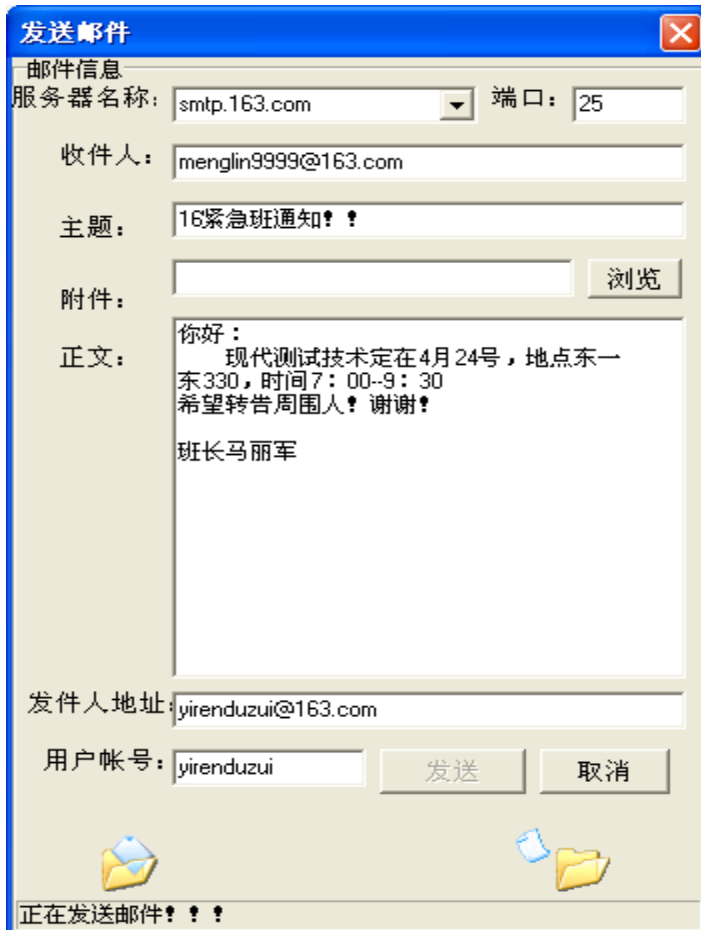 发送邮件
邮件信息
服务器名称: smtp.163.com 端口: 25
收件人: menglin9999@163.com
主题: 16紧急班通知！！
附件: 浏览
正文:
你好：
现代测试技术定在4月24号，地点东一
东330，时间7：00--9：30
希望转告周围人！谢谢！
班长马丽军
发件人地址: yirenduzui@163.com
用户帐号: yirenduzui 发送 取消
正在发送邮件！！！